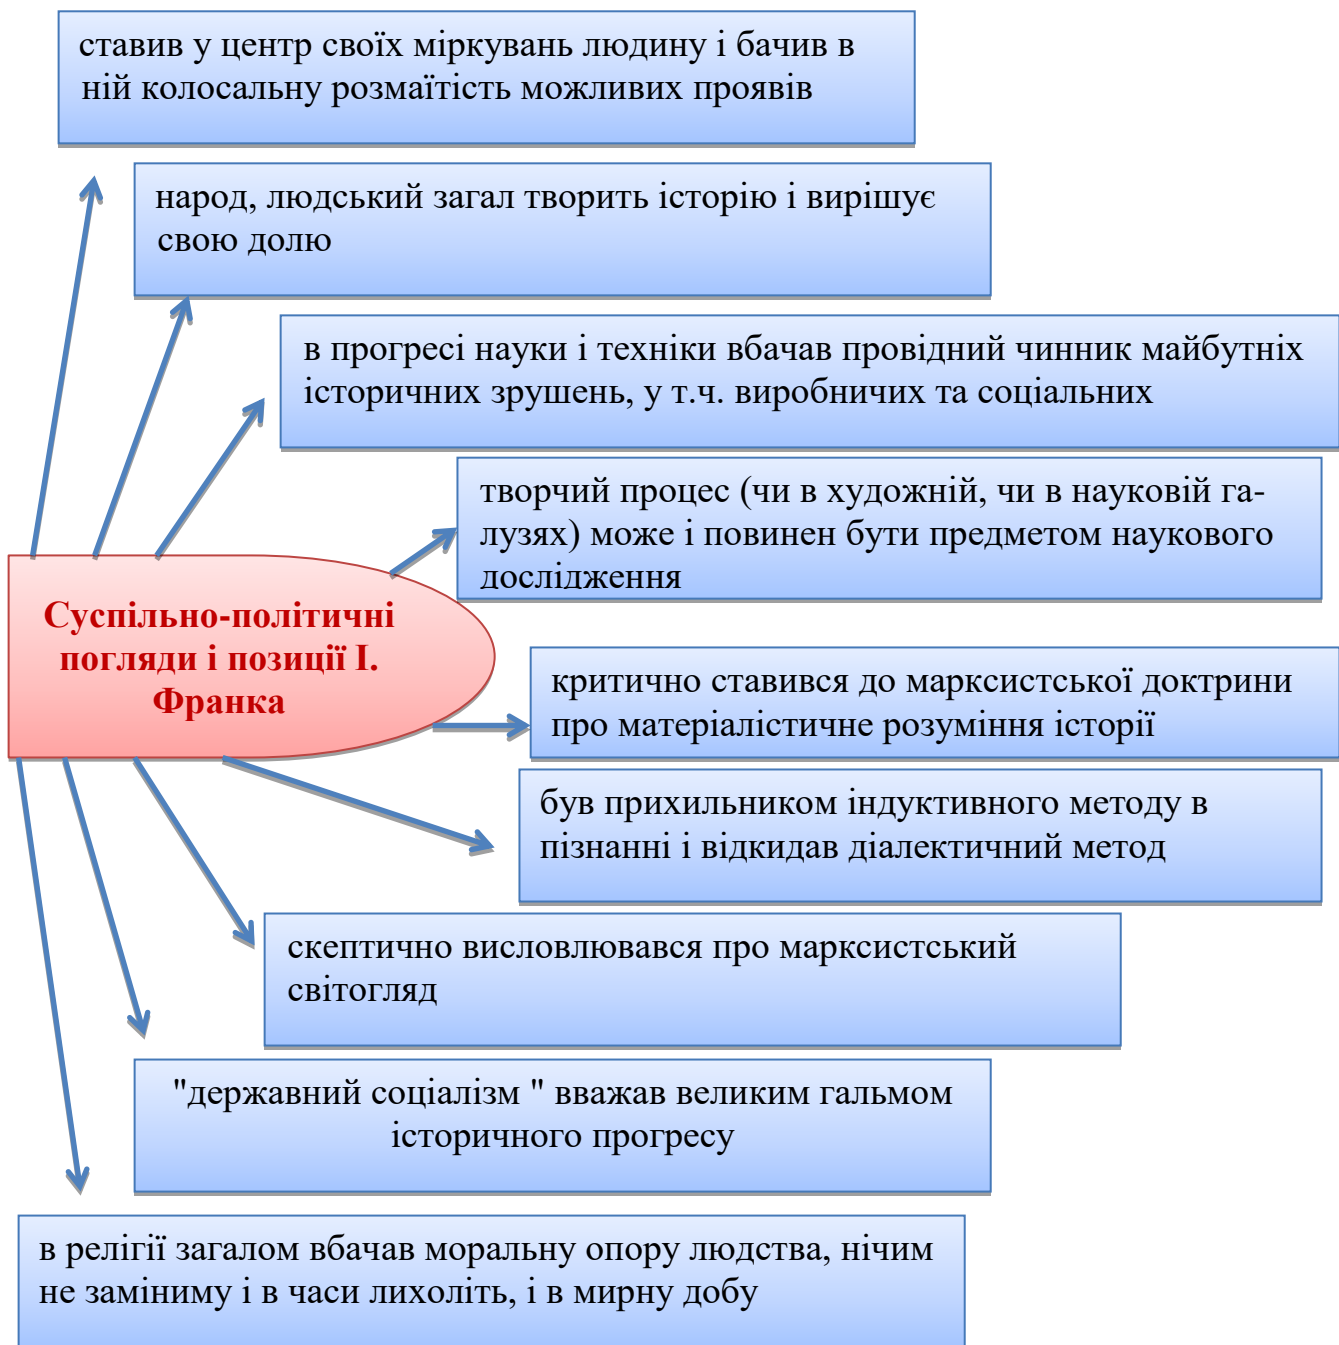 ставив у центр своїх міркувань людину і бачив в
ній колосальну розмаїтість можливих проявів
народ, людський загал творить історію і вирішує
свою долю
в прогресі науки і техніки вбачав провідний чинник майбутніх
історичних зрушень, у т.ч. виробничих та соціальних
творчий процес (чи в художній, чи в науковій га-
лузях) може і повинен бути предметом наукового
дослідження
Суспільно-політичні
погляди і позиції І.
Франка
критично ставився до марксистської доктрини
про матеріалістичне розуміння історії
був прихильником індуктивного методу в
пізнанні і відкидав діалектичний метод
скептично висловлювався про марксистський
світогляд
"державний соціалізм " вважав великим гальмом
історичного прогресу
в релігії загалом вбачав моральну опору людства, нічим
не заміниму і в часи лихоліть, і в мирну добу